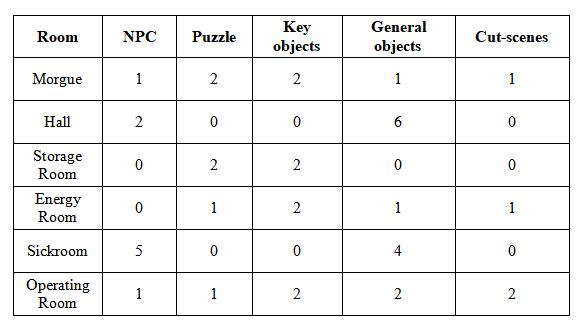 Room NPC Puzzle Key objects General objects Cut-scenes
Morgue 1 2 2 1 1
Hall 2 0 0 6 0
Storage Room 0 2 2 0 0
Energy Room 0 1 2 1 1
Sickroom 5 0 0 4 0
Operating Room 1 1 2 2 2